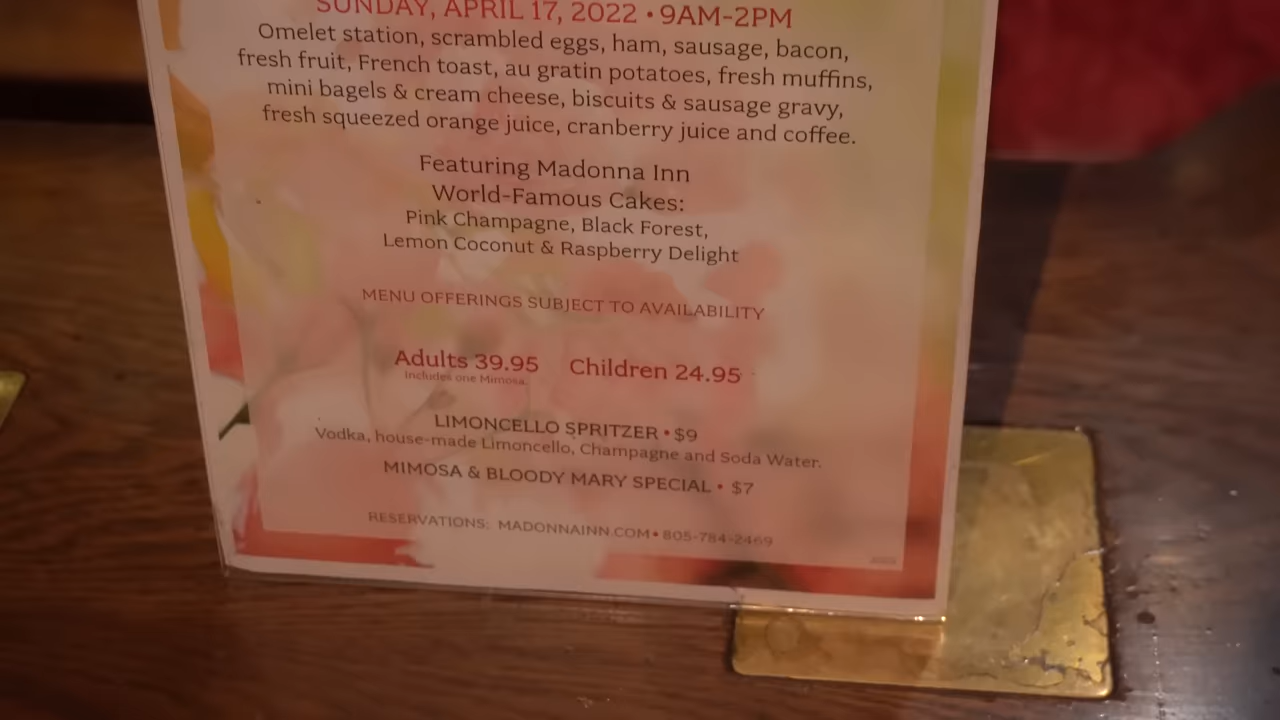 SUNDAY, APRIL 17, 2022 • 9AM-2PM
Omelet station, scrambled eggs, ham, sausage, bacon,
fresh fruit, French toast, au gratin potatoes, fresh muffins,
mini bagels & cream cheese, biscuits & sausage gravy,
fresh squeezed orange juice, cranberry juice and coffee.
Featuring Madonna Inn
World-Famous Cakes:
Pink Champagne, Black Forest,
Lemon Coconut & Raspberry Delight
MENU OFFERINGS SUBJECT TO AVAILABILITY
Adults 39.95 Children 24.95
Includes one Mimosa.
LIMONCELLO SPRITZER • $9
Vodka, house-made Limoncello, Champagne and Soda Water.
MIMOSA & BLOODY MARY SPECIAL • $7
RESERVATIONS: MADONNAINN.COM • 805-784-2469